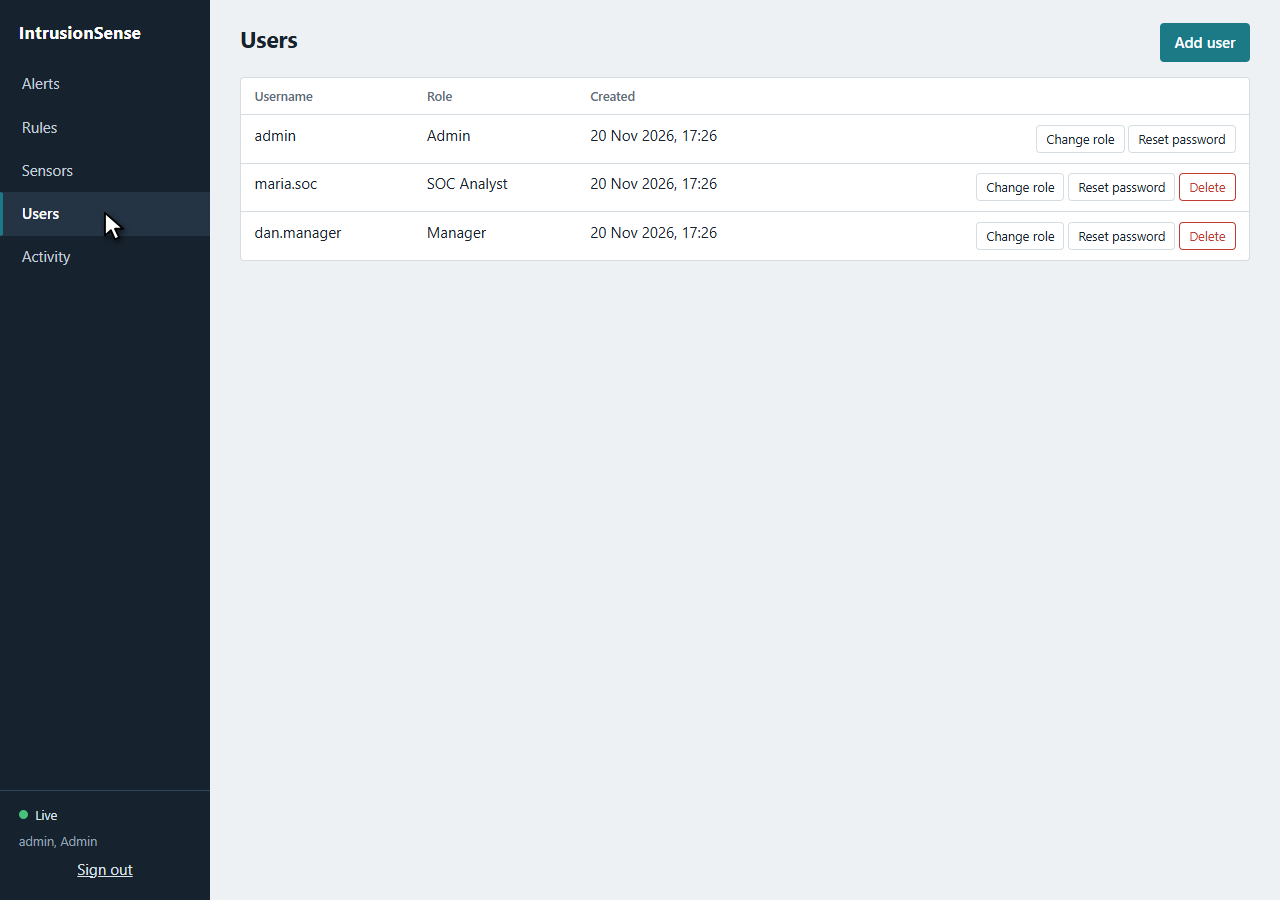 IntrusionSense
Alerts
Rules
Sensors
Users
Activity
Live
admin, Admin
Sign out
Users
Add user
Username Role Created
admin Admin 20 Nov 2026, 17:26 Change role Reset password
maria.soc SOC Analyst 20 Nov 2026, 17:26 Change role Reset password Delete
dan.manager Manager 20 Nov 2026, 17:26 Change role Reset password Delete